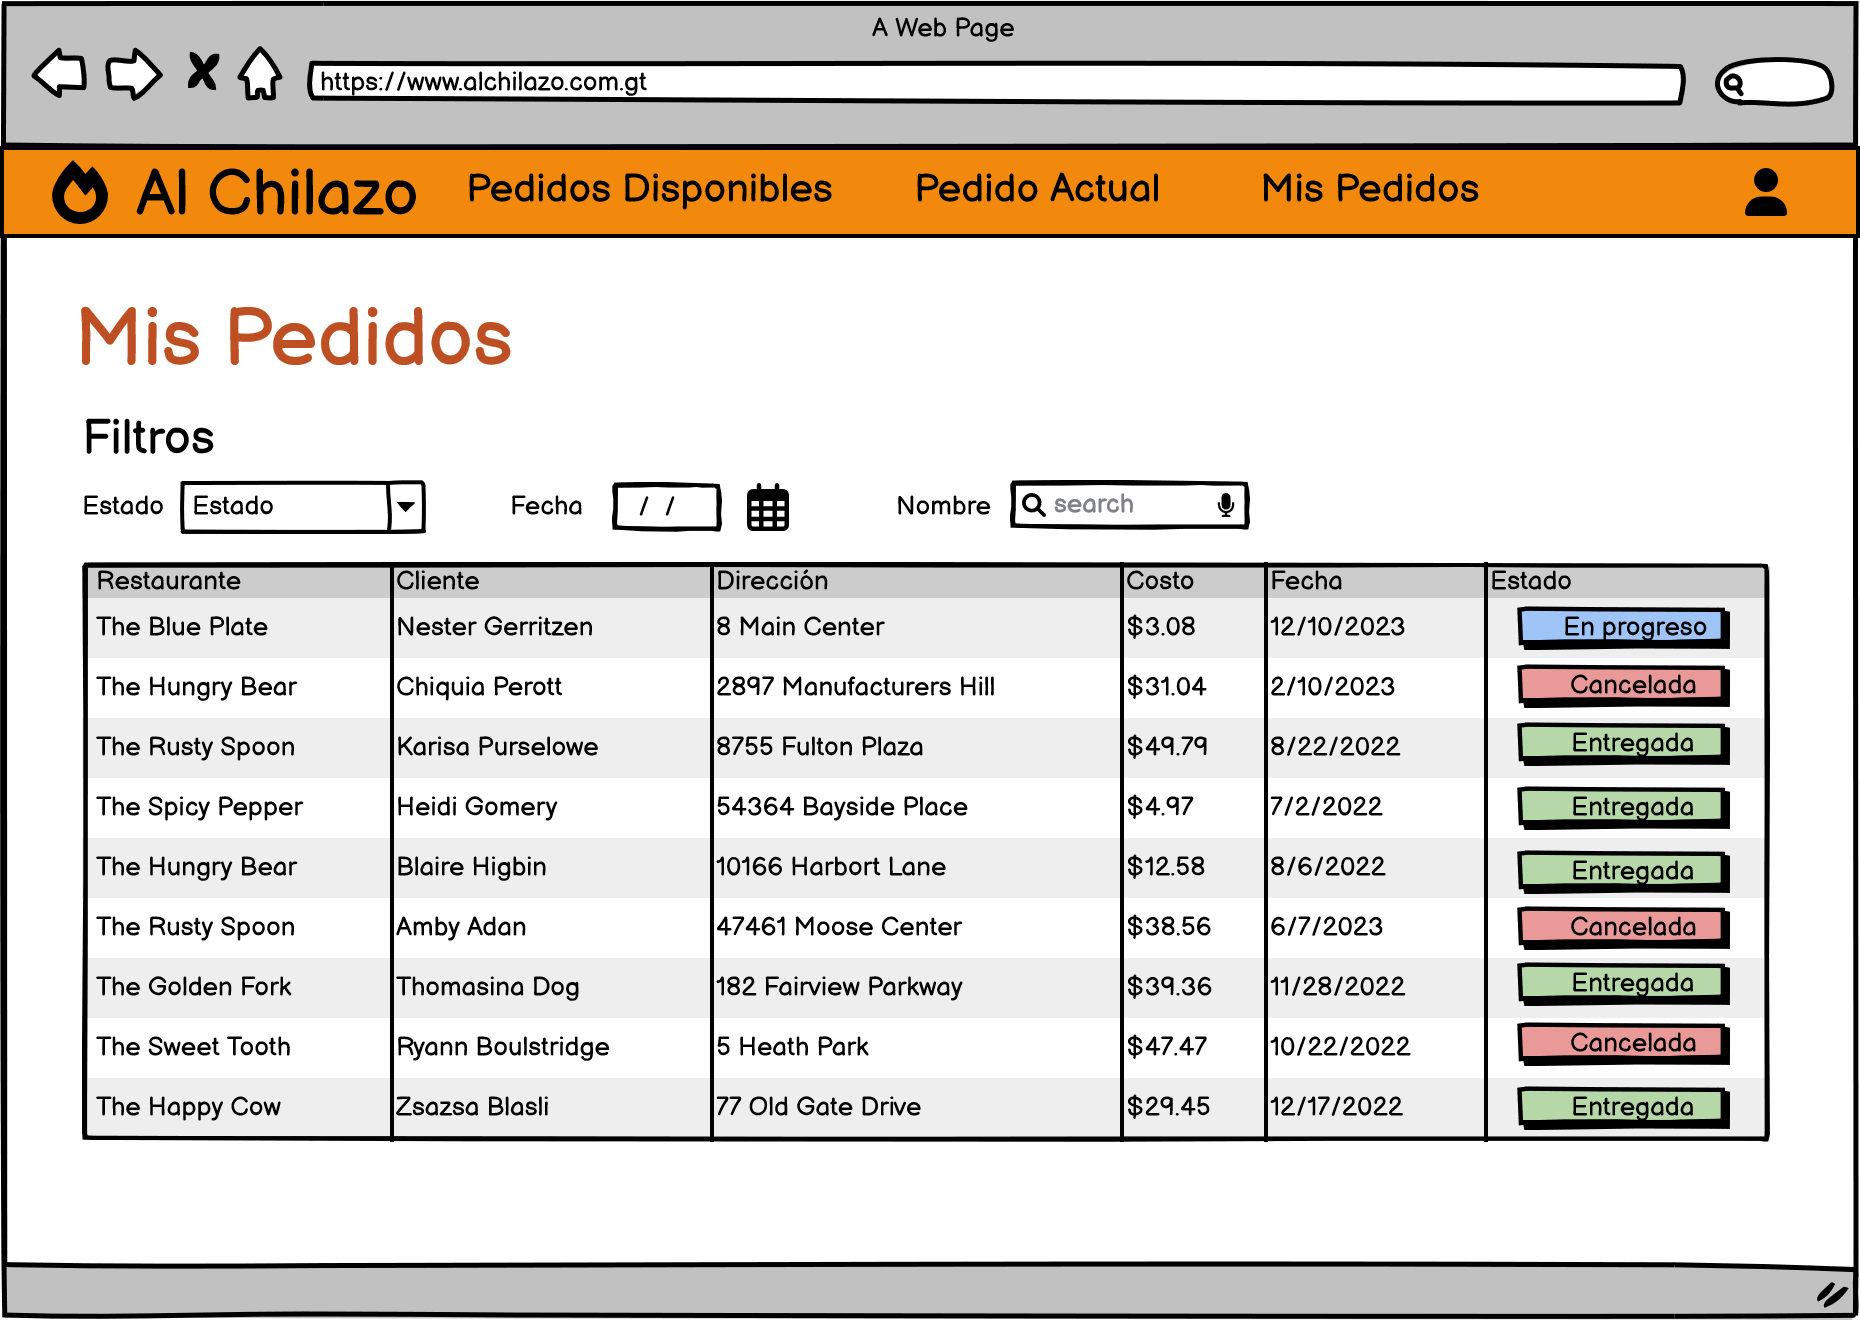 A Web Page
https://www.alchilazo.com.gt
Al Chilazo Pedidos Disponibles Pedido Actual Mis Pedidos
Mis Pedidos
Filtros
Estado Estado Fecha / / Nombre search
Restaurante Cliente Dirección Costo Fecha Estado
The Blue Plate Nester Gerritzen 8 Main Center $3.08 12/10/2023 En progreso
The Hungry Bear Chiquia Perott 2897 Manufacturers Hill $31.04 2/10/2023 Cancelada
The Rusty Spoon Karisa Purselowe 8755 Fulton Plaza $49.79 8/22/2022 Entregada
The Spicy Pepper Heidi Gomery 54364 Bayside Place $4.97 7/2/2022 Entregada
The Hungry Bear Blaire Higbin 10166 Harbort Lane $12.58 8/6/2022 Entregada
The Rusty Spoon Amby Adan 47461 Moose Center $38.56 6/7/2023 Cancelada
The Golden Fork Thomasina Dog 182 Fairview Parkway $39.36 11/28/2022 Entregada
The Sweet Tooth Ryann Boulstridge 5 Heath Park $47.47 10/22/2022 Cancelada
The Happy Cow Zsazsa Blasli 77 Old Gate Drive $29.45 12/17/2022 Entregada